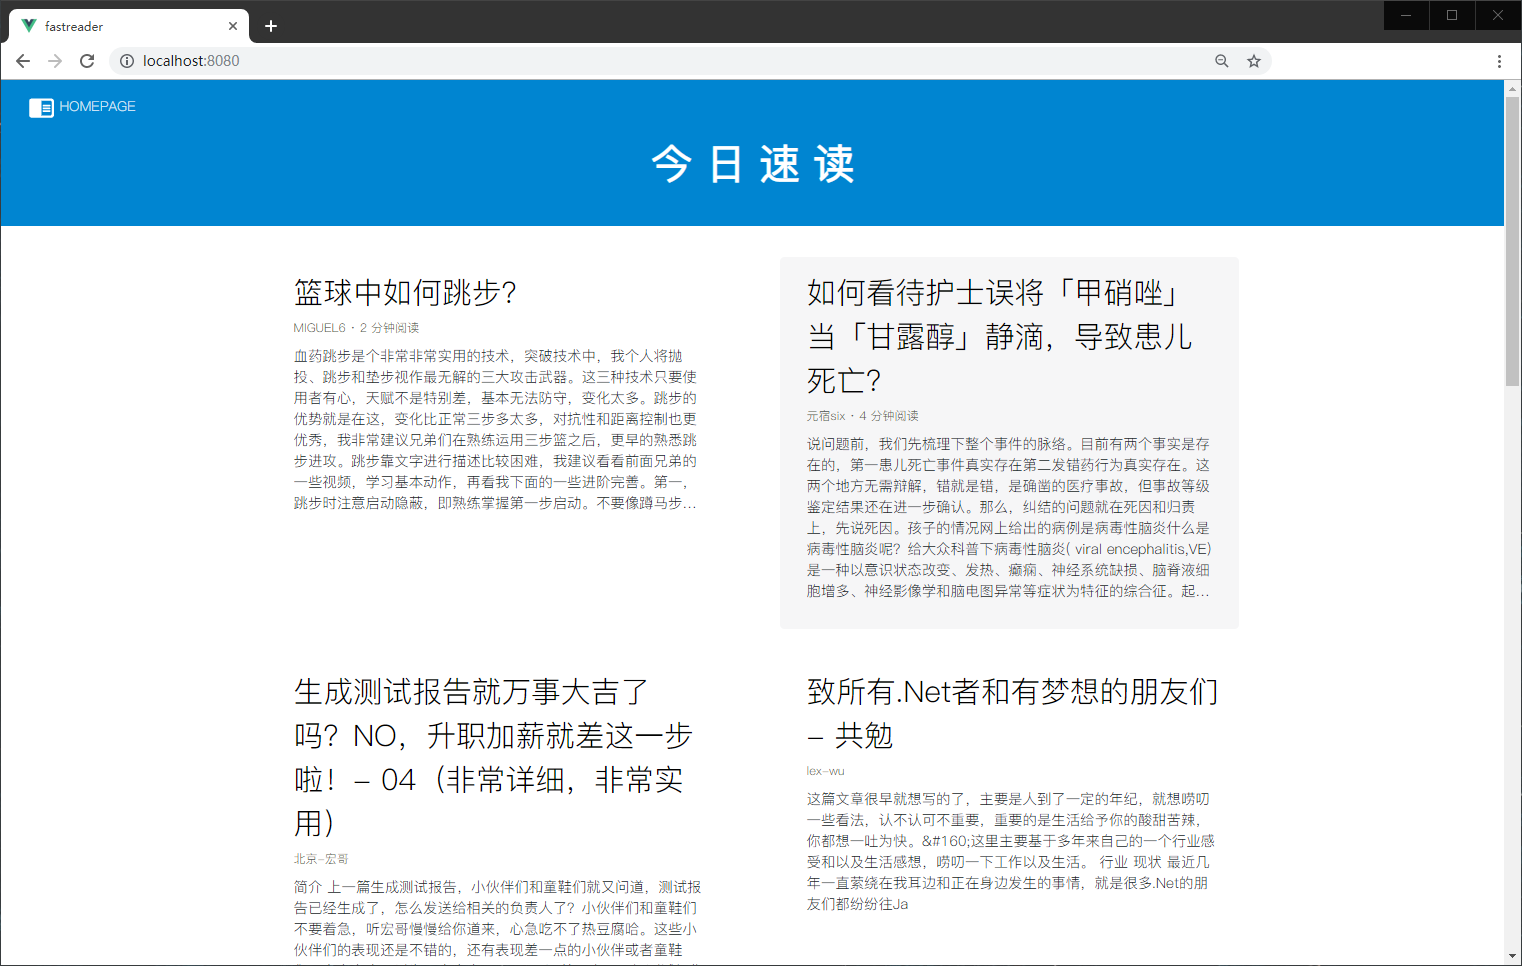 fastreader
localhost:8080
HOMEPAGE
今日速读
篮球中如何跳步？
MIGUEL6 · 2 分钟阅读
血药跳步是个非常非常实用的技术，突破技术中，我个人将抛
投、跳步和垫步视作最无解的三大攻击武器。这三种技术只要使
用者有心，天赋不是特别差，基本无法防守，变化太多。跳步的
优势就是在这，变化比正常三步多太多，对抗性和距离控制也更
优秀，我非常建议兄弟们在熟练运用三步篮之后，更早的熟悉跳
步进攻。跳步靠文字进行描述比较困难，我建议看看前面兄弟的
一些视频，学习基本动作，再看我下面的一些进阶完善。第一，
跳步时注意启动隐蔽，即熟练掌握第一步启动。不要像蹲马步...
如何看待护士误将「甲硝唑」
当「甘露醇」静滴，导致患儿
死亡？
元宿six · 4 分钟阅读
说问题前，我们先梳理下整个事件的脉络。目前有两个事实是存
在的，第一患儿死亡事件真实存在第二发错药行为真实存在。这
两个地方无需辩解，错就是错，是确凿的医疗事故，但事故等级
鉴定结果还在进一步确认。那么，纠结的问题就在死因和归责
上，先说死因。孩子的情况网上给出的病例是病毒性脑炎什么是
病毒性脑炎呢？给大众科普下病毒性脑炎( viral encephalitis,VE)
是一种以意识状态改变、发热、癫痫、神经系统缺损、脑脊液细
胞增多、神经影像学和脑电图异常等症状为特征的综合征。起...
生成测试报告就万事大吉了
吗？NO，升职加薪就差这一步
啦！- 04（非常详细，非常实
用）
北京-宏哥
简介 上一篇生成测试报告，小伙伴们和童鞋们就又问道，测试报
告已经生成了，怎么发送给相关的负责人了？小伙伴们和童鞋们
不要着急，听宏哥慢慢给你道来，心急吃不了热豆腐哈。这些小
伙伴们的表现还是不错的，还有表现差一点的小伙伴或者童鞋
致所有.Net者和有梦想的朋友们
- 共勉
lex-wu
这篇文章很早就想写的了，主要是人到了一定的年纪，就想唠叨
一些看法，认不认可不重要，重要的是生活给予你的酸甜苦辣，
你都想一吐为快。&#160;这里主要基于多年来自己的一个行业感
受和以及生活感想，唠叨一下工作以及生活。 行业 现状 最近几
年一直萦绕在我耳边和正在身边发生的事情，就是很多.Net的朋
友们都纷纷往Ja